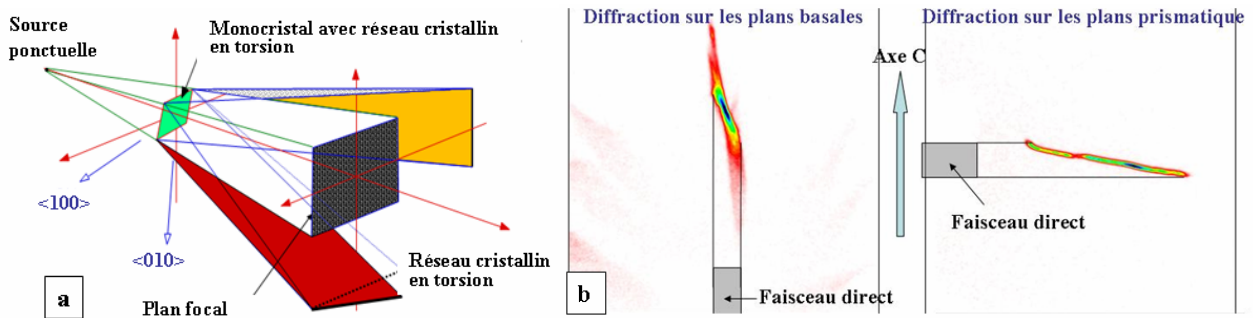 Source
ponctuelle
Monocristal avec réseau cristallin
en torsion
<100>
<010>
a
Plan focal
Réseau cristallin
en torsion
Diffraction sur les plans basales
Faisceau direct
b
Axe C
Diffraction sur les plans prismatique
Faisceau direct